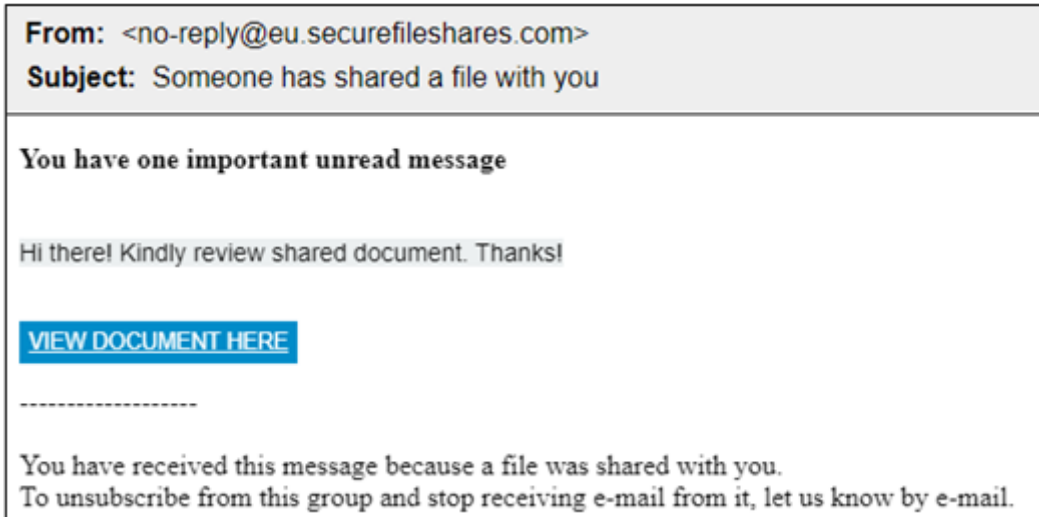 From: <no-reply@eu.securefileshares.com>
Subject: Someone has shared a file with you
You have one important unread message
Hi there! Kindly review shared document. Thanks!
VIEW DOCUMENT HERE
-------------------
You have received this message because a file was shared with you.
To unsubscribe from this group and stop receiving e-mail from it, let us know by e-mail.